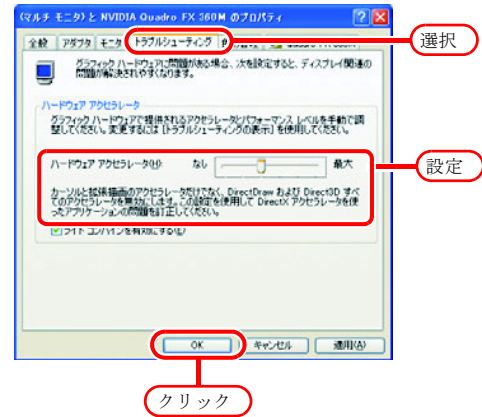 (マルチ モニタ)と NVIDIA Quadro FX 360M のプロパティ
全般 アダプタ モニタ トラブルシューティング
選択
グラフィック ハードウェアに問題がある場合、次を設定すると、ディスプレイ関連の
問題が解決されやすくなります。
ハードウェア アクセラレータ
グラフィック ハードウェアで提供されるアクセラレータとパフォーマンス レベルを手動で調
整してください。変更するには [トラブルシューティングの表示] を使用してください。
ハードウェア アクセラレータ(H): なし 最大
設定
カーソルと拡張描画のアクセラレータだけでなく、DirectDraw および Direct3D すべ
てのアクセラレータを無効にします。この設定を使用して DirectX アクセラレータを使
ったアプリケーションの問題を訂正してください。
ライト コンバインを有効にする(E)
OK キャンセル 適用(A)
クリック